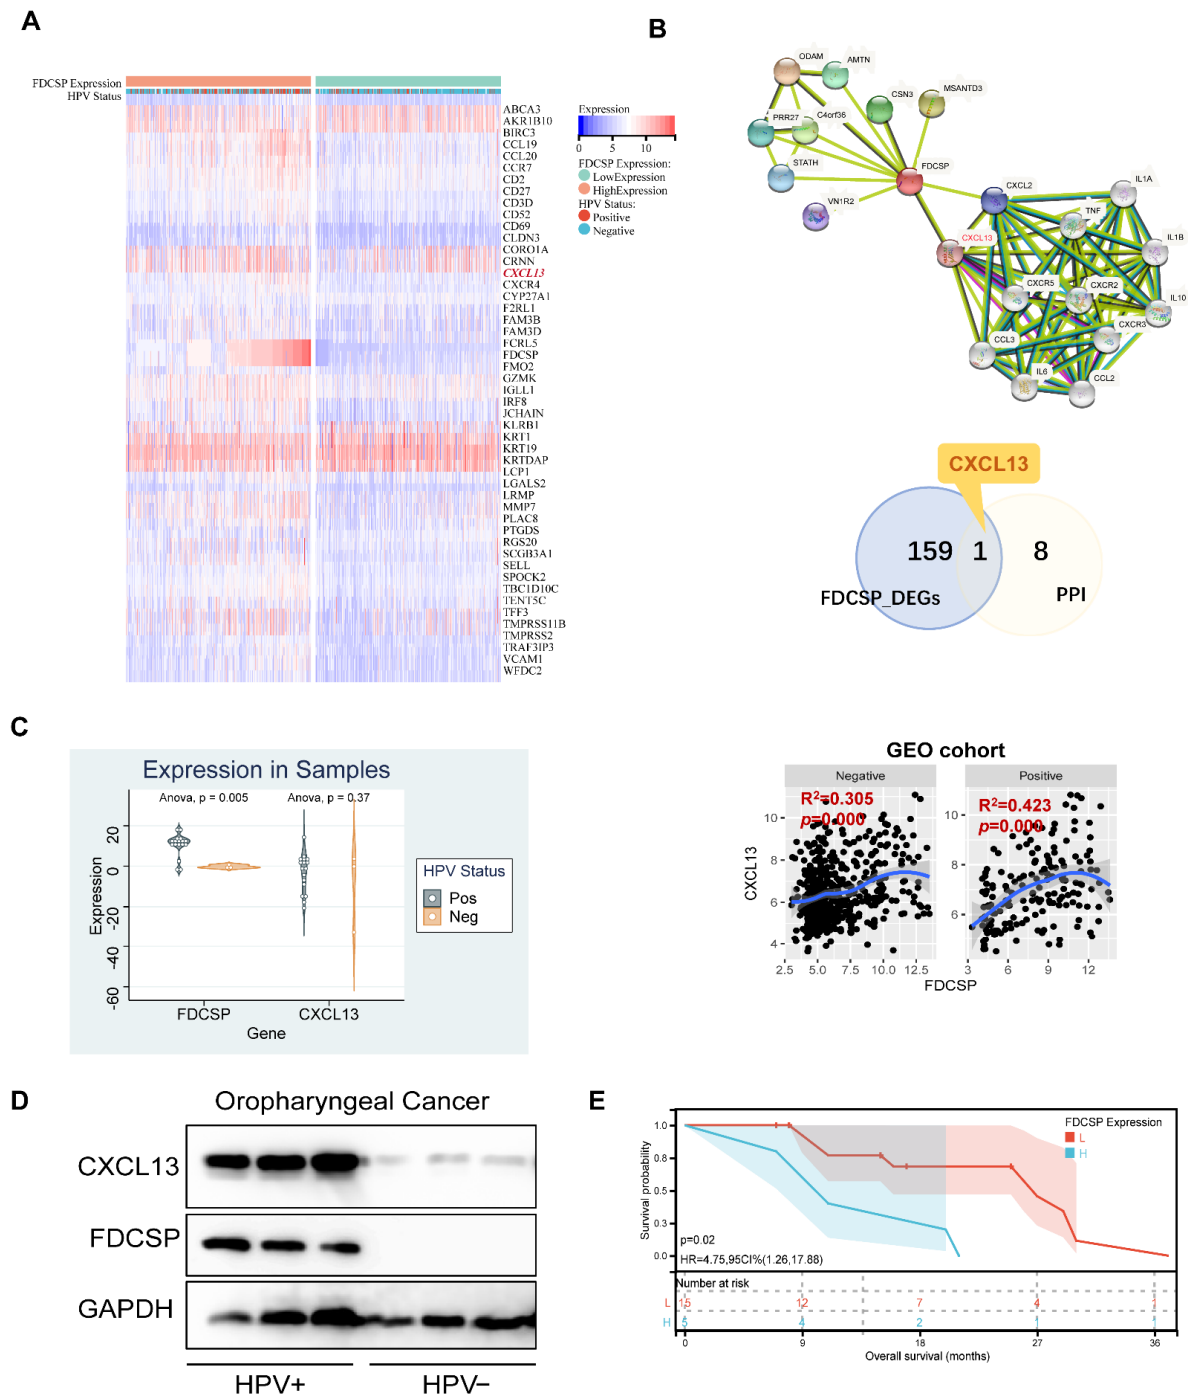 A
FDCSP Expression
HPV Status
ABCA3
AKR1B10
BIRC3
CCL19
CCL20
CCR7
CD2
CD27
CD3D
CD52
CD69
CLDN3
CORO1A
CRNN
CXCL13
CXCR4
CYP27A1
F2RL1
FAM3B
FAM3D
FCRL5
FDCSP
FMO2
GZMK
IGLL1
IRF8
JCHAIN
KLRB1
KRT1
KRT19
KRTDAP
LCP1
LGALS2
LRMP
MMP7
PLAC8
PTGDS
RGS20
SCGB3A1
SELL
SPOCK2
TBC1D10C
TENT5C
TFF3
TMPRSS11B
TMPRSS2
TRAF3IP3
VCAM1
WFDC2
Expression
0 5 10
FDCSP Expression:
LowExpression
HighExpression
HPV Status:
Positive
Negative
B
ODAM
AMTN
CSN3
MSANTD3
PRR27
C4orf36
STATH
FDCSP
VN1R2
CXCL2
IL1A
TNF
CXCL13
IL1B
CXCR5
CXCR2
IL10
CXCR3
CCL3
IL6
CCL2
CXCL13
159 1 8
FDCSP_DEGs
PPI
C
Expression in Samples
Anova, p = 0.005
Anova, p = 0.37
Expression
20
0
-20
-40
-60
FDCSP
CXCL13
Gene
HPV Status
Pos
Neg
GEO cohort
Negative
Positive
R²=0.305
p=0.000
R²=0.423
p=0.000
CXCL13
10
8
6
4
10
8
6
2.5 5.0 7.5 10.0 12.5
3 6 9 12
FDCSP
D
Oropharyngeal Cancer
CXCL13
FDCSP
GAPDH
HPV+
HPV−
E
FDCSP Expression
L
H
Survival probability
1.0
0.8
0.5
0.3
0.0
p=0.02
HR=4.75,95CI%(1.26,17.88)
Number at risk
L 15 12 7 4 1
H 5 4 2
0 9 18 27 36
Overall survival (months)